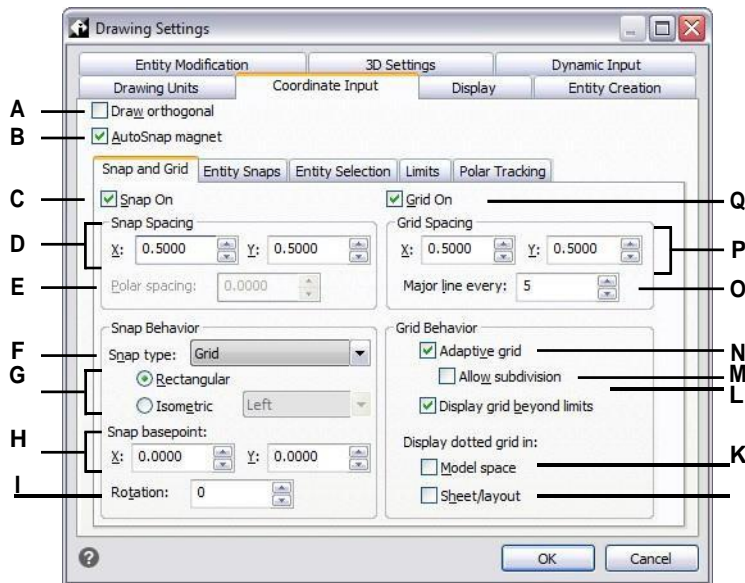 Drawing Settings
Entity Modification 3D Settings Dynamic Input
Drawing Units Coordinate Input Display Entity Creation
A Draw orthogonal
B AutoSnap magnet
Snap and Grid Entity Snaps Entity Selection Limits Polar Tracking
C Snap On Grid On Q
Snap Spacing Grid Spacing
D X: 0.5000 Y: 0.5000 X: 0.5000 Y: 0.5000 P
E Polar spacing: 0.0000 Major line every: 5 O
Snap Behavior Grid Behavior
F Snap type: Grid Adaptive grid N
G Rectangular Allow subdivision M
L
Isometric Left Display grid beyond limits
H Snap basepoint: Display dotted grid in:
X: 0.0000 Y: 0.0000 Model space K
I Rotation: 0 Sheet/layout
? OK Cancel